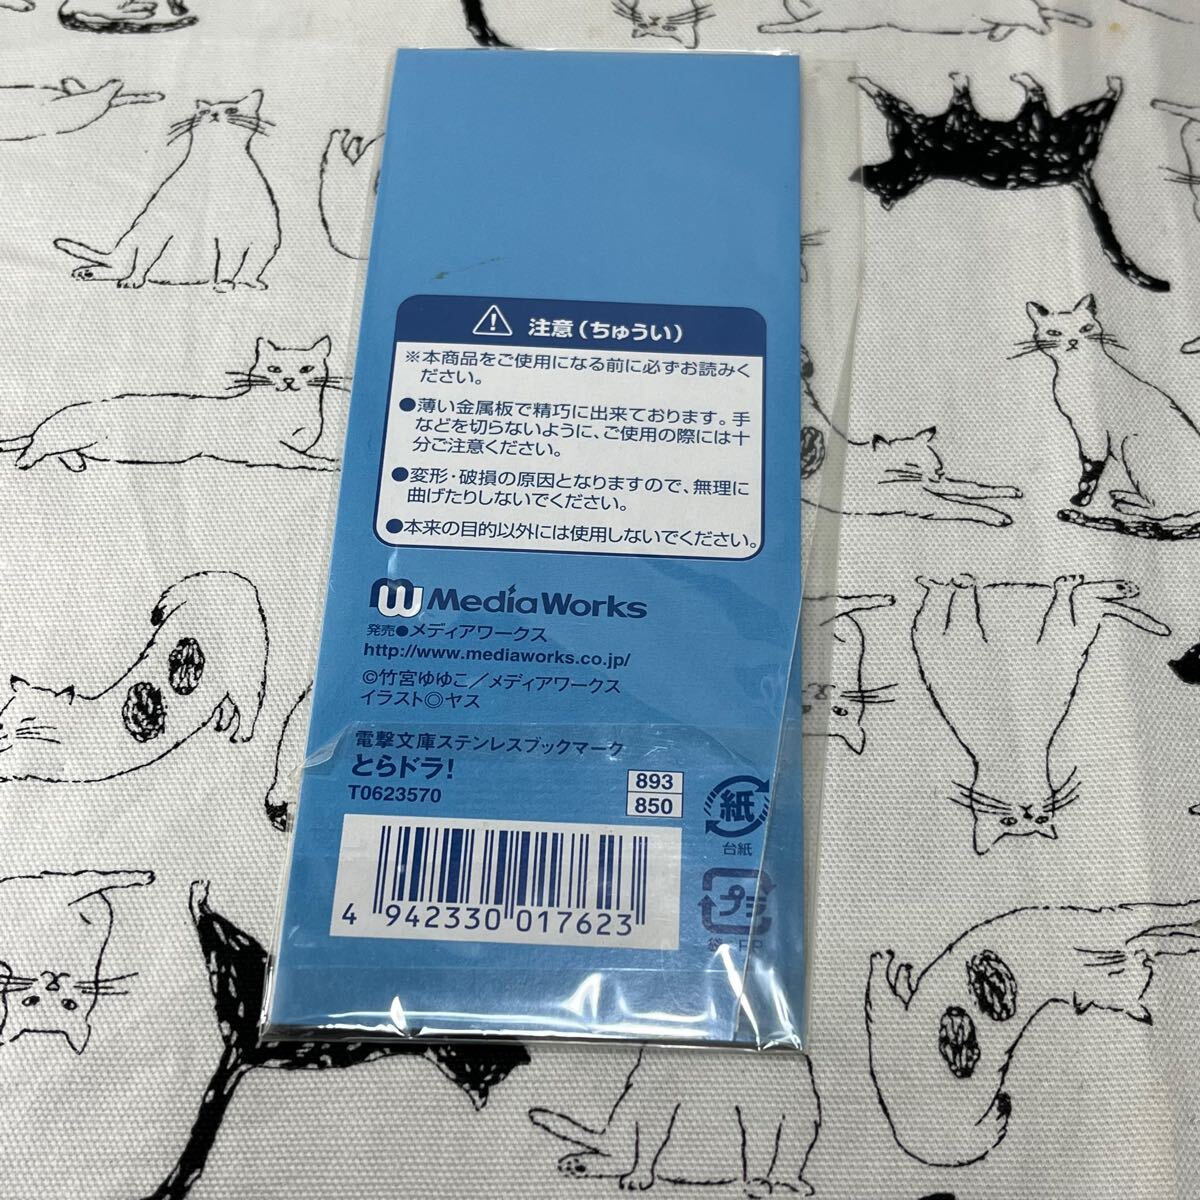 注意（ちゅうい）
※本商品をご使用になる前に必ずお読みく
ださい。
●薄い金属板で精巧に出来ております。手
などを切らないように、ご使用の際には十
分ご注意ください。
●変形・破損の原因となりますので、無理に
曲げたりしないでください。
●本来の目的以外には使用しないでください。
MediaWorks
発売●メディアワークス
http://www.mediaworks.co.jp/
©竹宮ゆゆこ／メディアワークス
イラスト◎ヤス
電撃文庫ステンレスブックマーク
とらドラ!
T0623570
893
850
紙
台紙
4 942330 017623
プラ
袋:PP